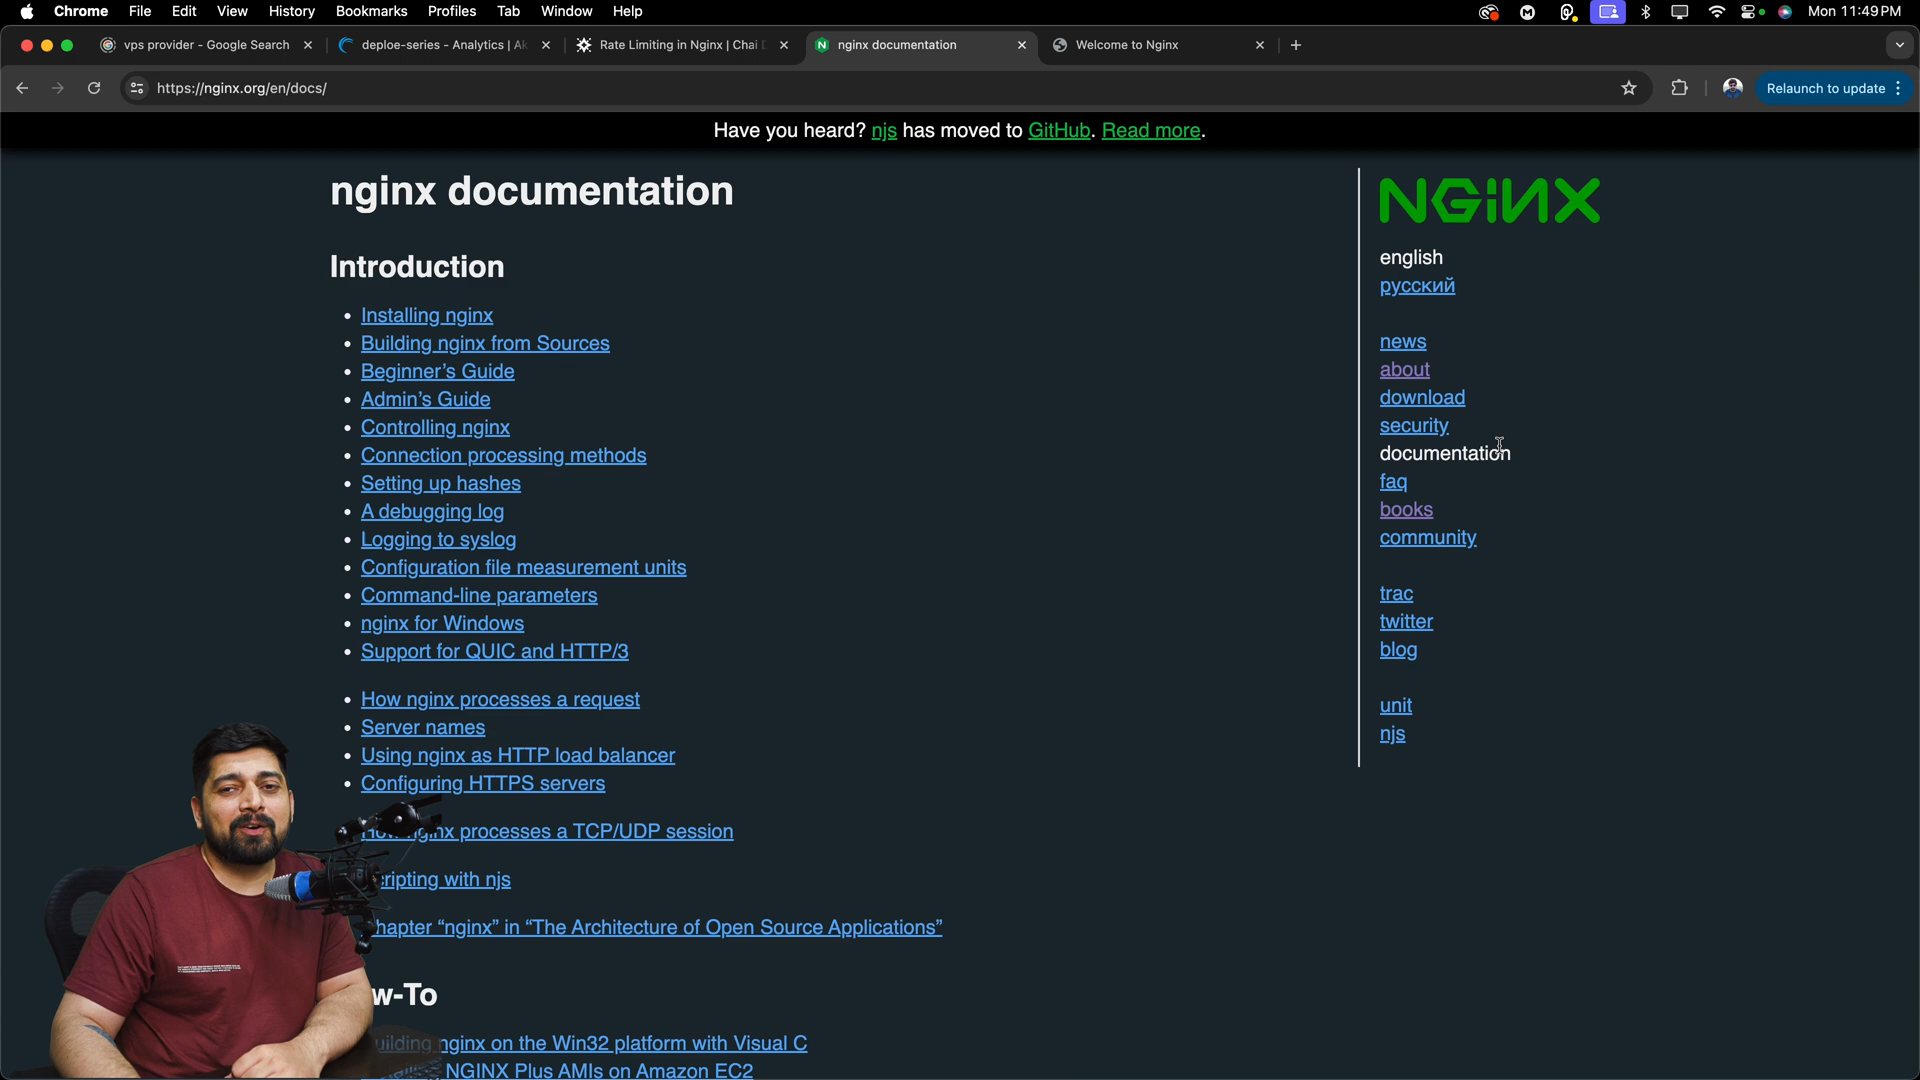 Chrome File Edit View History Bookmarks Profiles Tab Window Help Mon 11:49 PM
vps provider - Google Search deploe-series - Analytics | Ak Rate Limiting in Nginx | Chai D nginx documentation Welcome to Nginx
https://nginx.org/en/docs/ Relaunch to update
Have you heard? njs has moved to GitHub. Read more.
nginx documentation
Introduction
• Installing nginx
• Building nginx from Sources
• Beginner’s Guide
• Admin’s Guide
• Controlling nginx
• Connection processing methods
• Setting up hashes
• A debugging log
• Logging to syslog
• Configuration file measurement units
• Command-line parameters
• nginx for Windows
• Support for QUIC and HTTP/3
• How nginx processes a request
• Server names
• Using nginx as HTTP load balancer
• Configuring HTTPS servers
processes a TCP/UDP session
cripting with njs
hapter “nginx” in “The Architecture of Open Source Applications”
w-To
uilding nginx on the Win32 platform with Visual C
NGINX Plus AMIs on Amazon EC2
NGINX
english
русский
news
about
download
security
documentation
faq
books
community
trac
twitter
blog
unit
njs